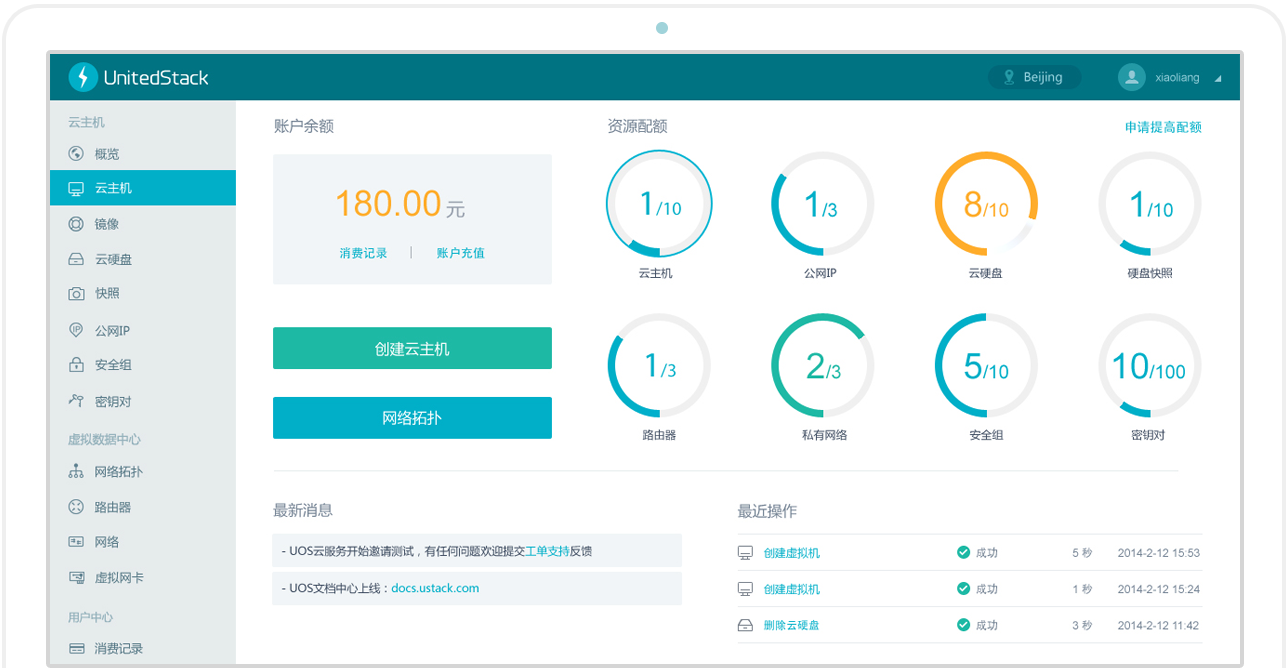 UnitedStack
Beijing
xiaoliang
云主机
概览
云主机
镜像
云硬盘
快照
公网IP
安全组
密钥对
虚拟数据中心
网络拓扑
路由器
网络
虚拟网卡
用户中心
消费记录
账户余额
180.00元
消费记录
账户充值
创建云主机
网络拓扑
资源配额
申请提高配额
1/10
云主机
1/3
公网IP
8/10
云硬盘
1/10
硬盘快照
1/3
路由器
2/3
私有网络
5/10
安全组
10/100
密钥对
最新消息
- UOS云服务开始邀请测试，有任何问题欢迎提交工单支持反馈
- UOS文档中心上线：docs.ustack.com
最近操作
创建虚拟机 成功 5 秒 2014-2-12 15:53
创建虚拟机 成功 1 秒 2014-2-12 15:24
删除云硬盘 成功 3 秒 2014-2-12 11:42